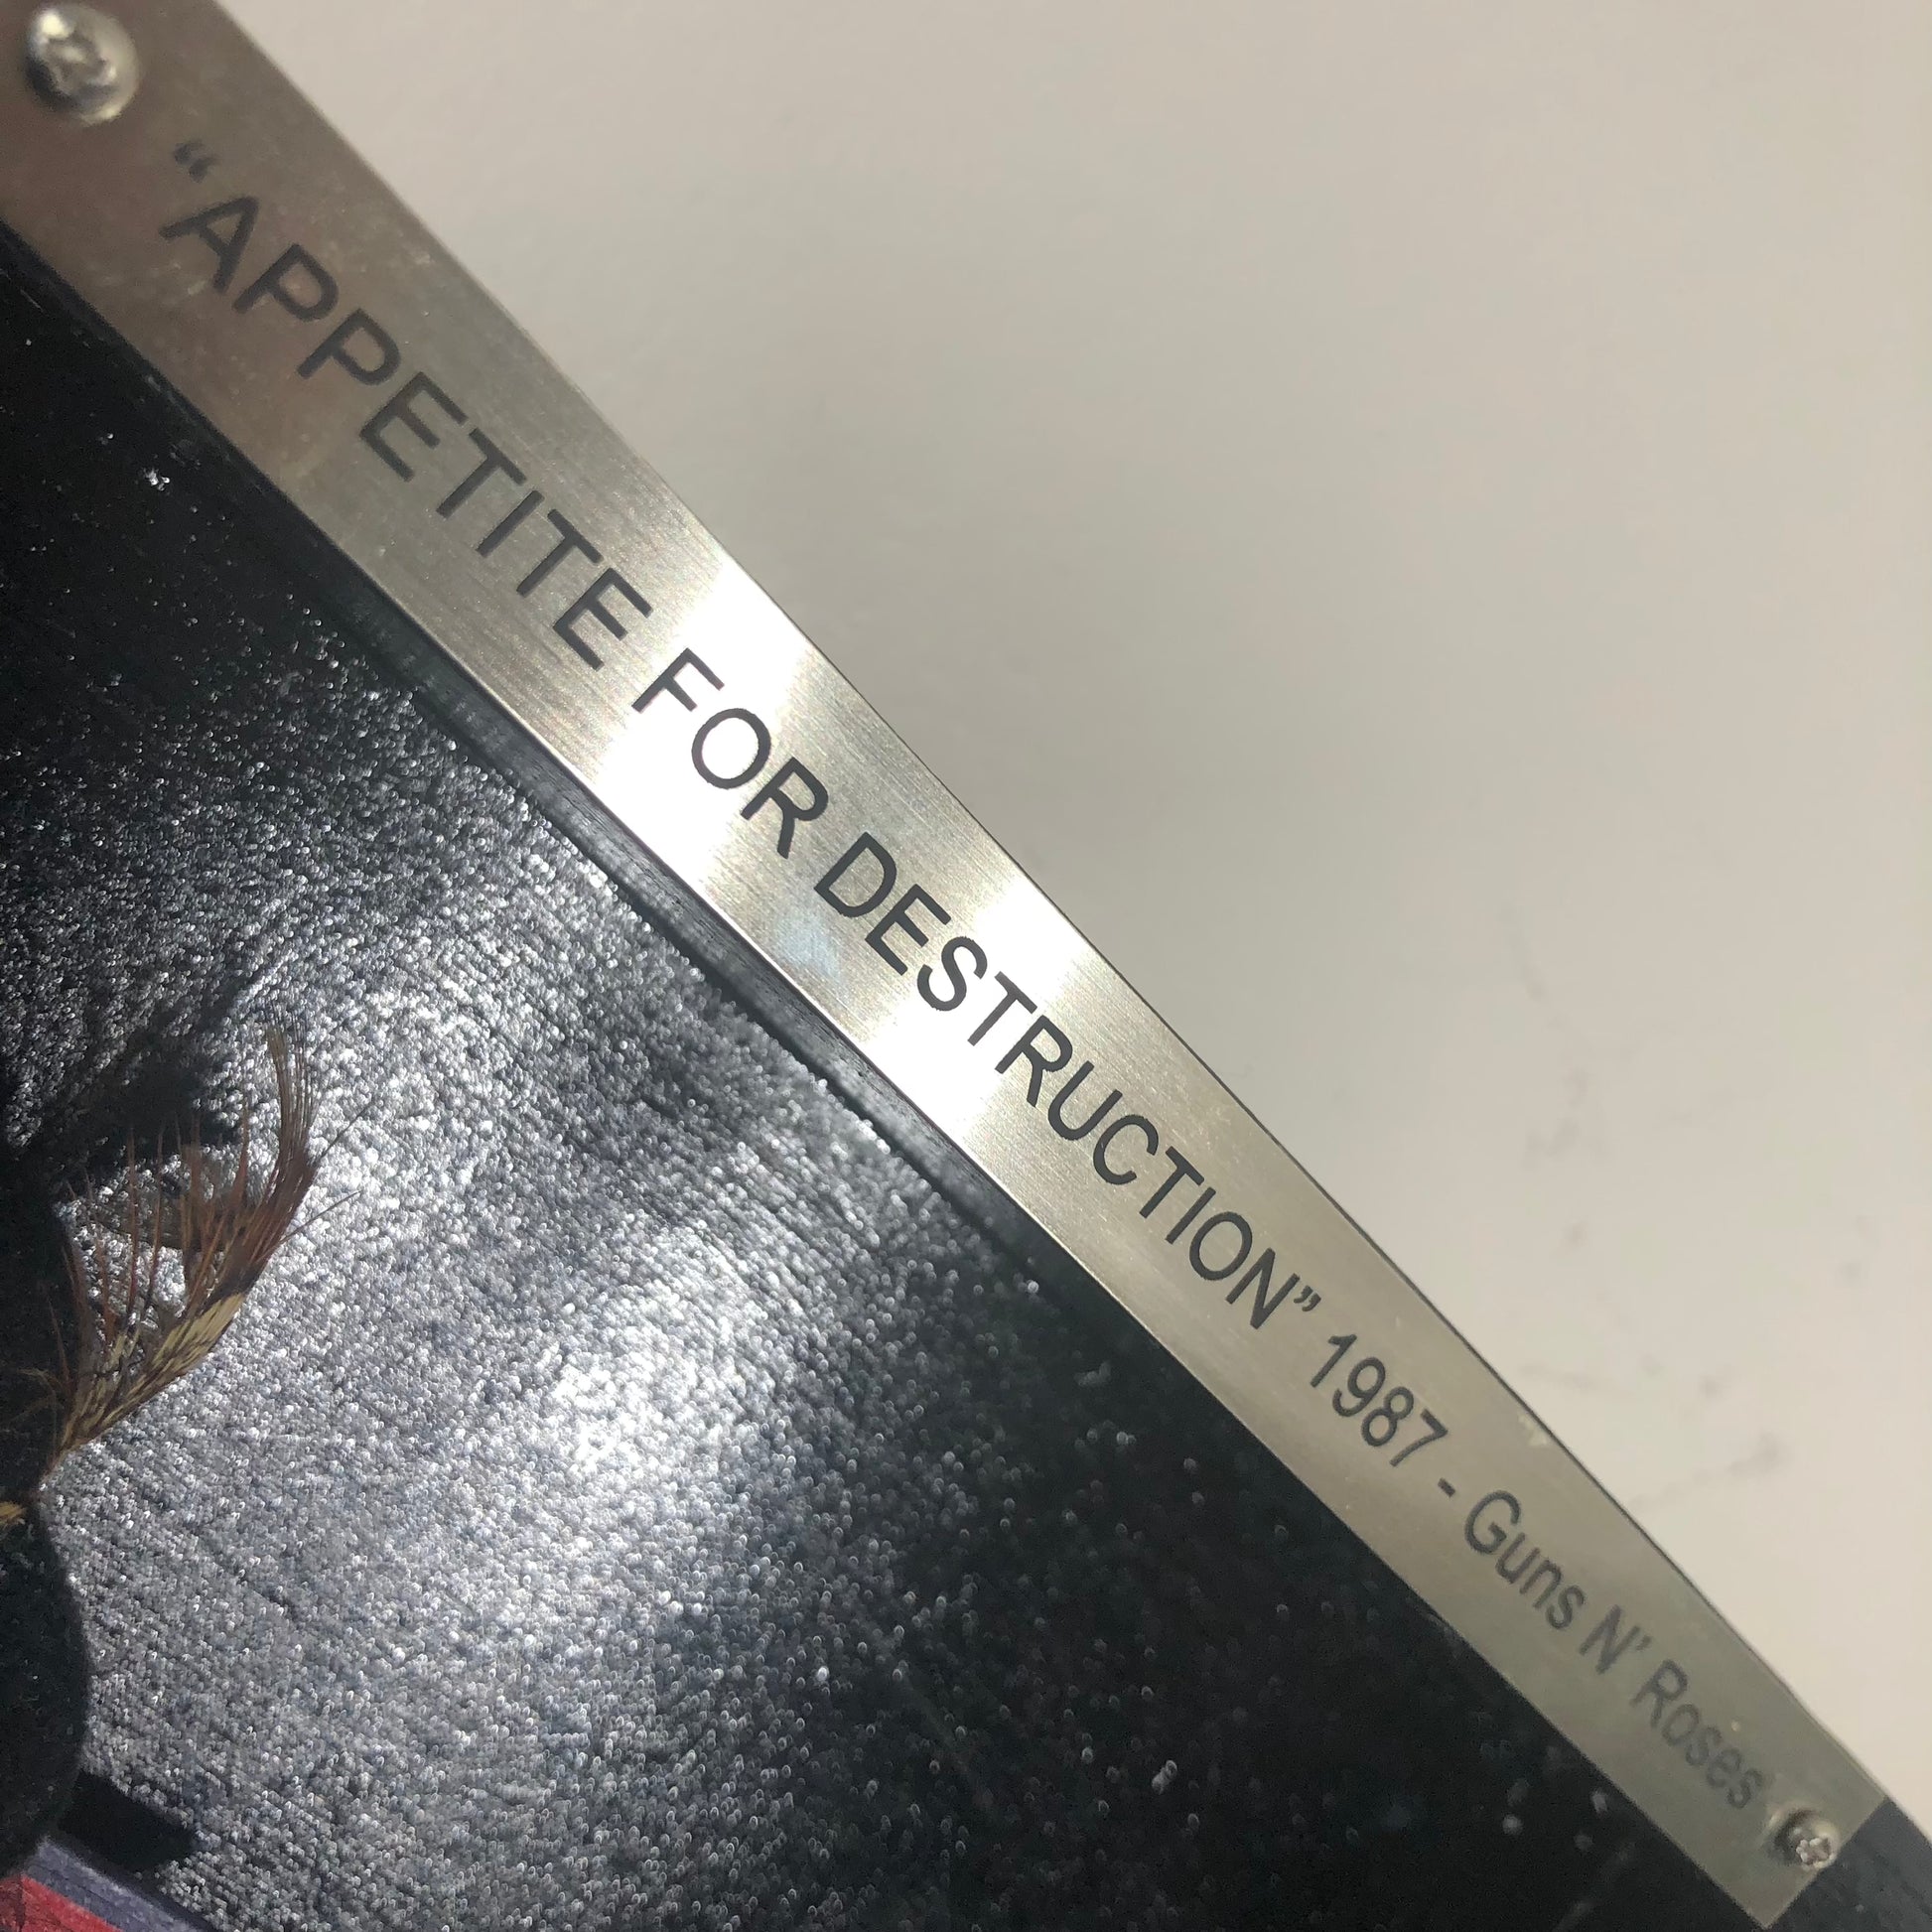 “APPETITE FOR DESTRUCTION” 1987 - Guns N’ Roses